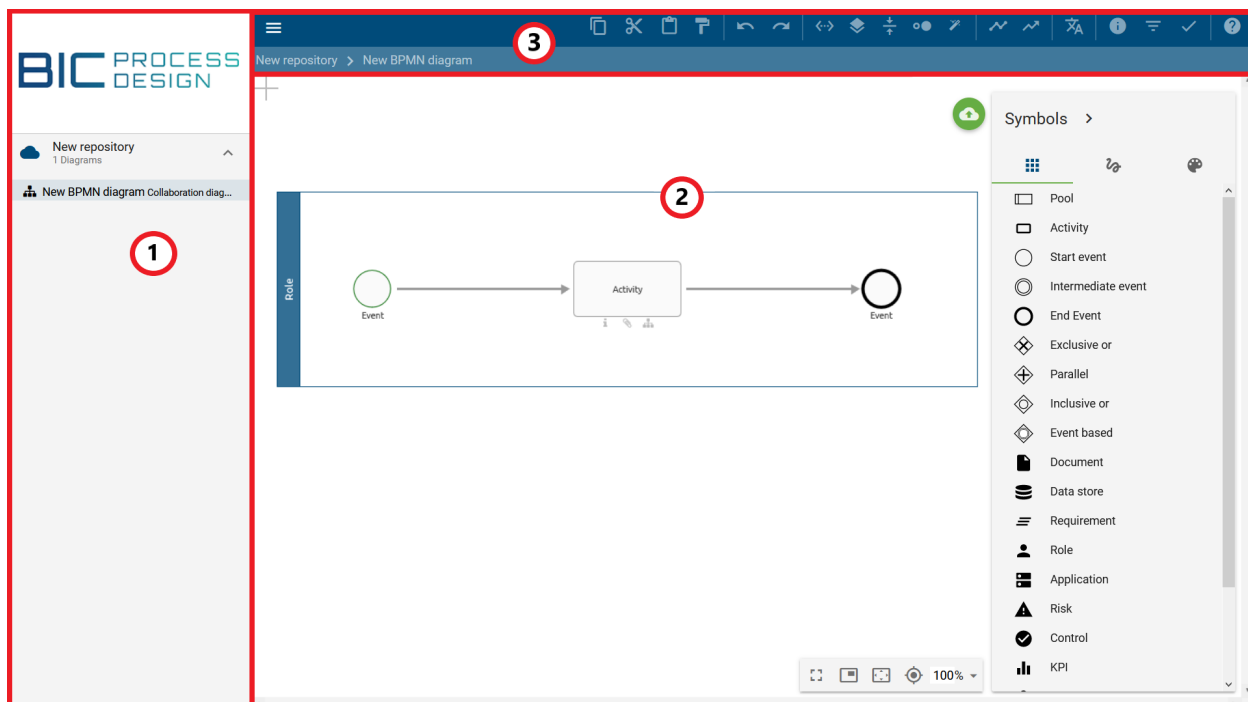 BIC PROCESS
DESIGN
3
New repository > New BPMN diagram
New repository
1 Diagrams
New BPMN diagram Collaboration diag...
1
2
Role
Event
Activity
Event
Symbols >
Pool
Activity
Start event
Intermediate event
End Event
Exclusive or
Parallel
Inclusive or
Event based
Document
Data store
Requirement
Role
Application
Risk
Control
KPI
100%